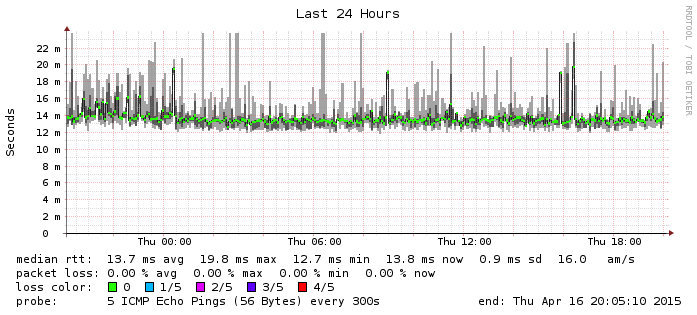 Last 24 Hours
RRDTOOL / TOBI OETIKER
Seconds
22 m
20 m
18 m
16 m
14 m
12 m
10 m
8 m
6 m
4 m
2 m
0
Thu 00:00 Thu 06:00 Thu 12:00 Thu 18:00
median rtt: 13.7 ms avg 19.8 ms max 12.7 ms min 13.8 ms now 0.9 ms sd 16.0 am/s
packet loss: 0.00 % avg 0.00 % max 0.00 % min 0.00 % now
loss color: 0 1/5 2/5 3/5 4/5
probe: 5 ICMP Echo Pings (56 Bytes) every 300s end: Thu Apr 16 20:05:10 2015